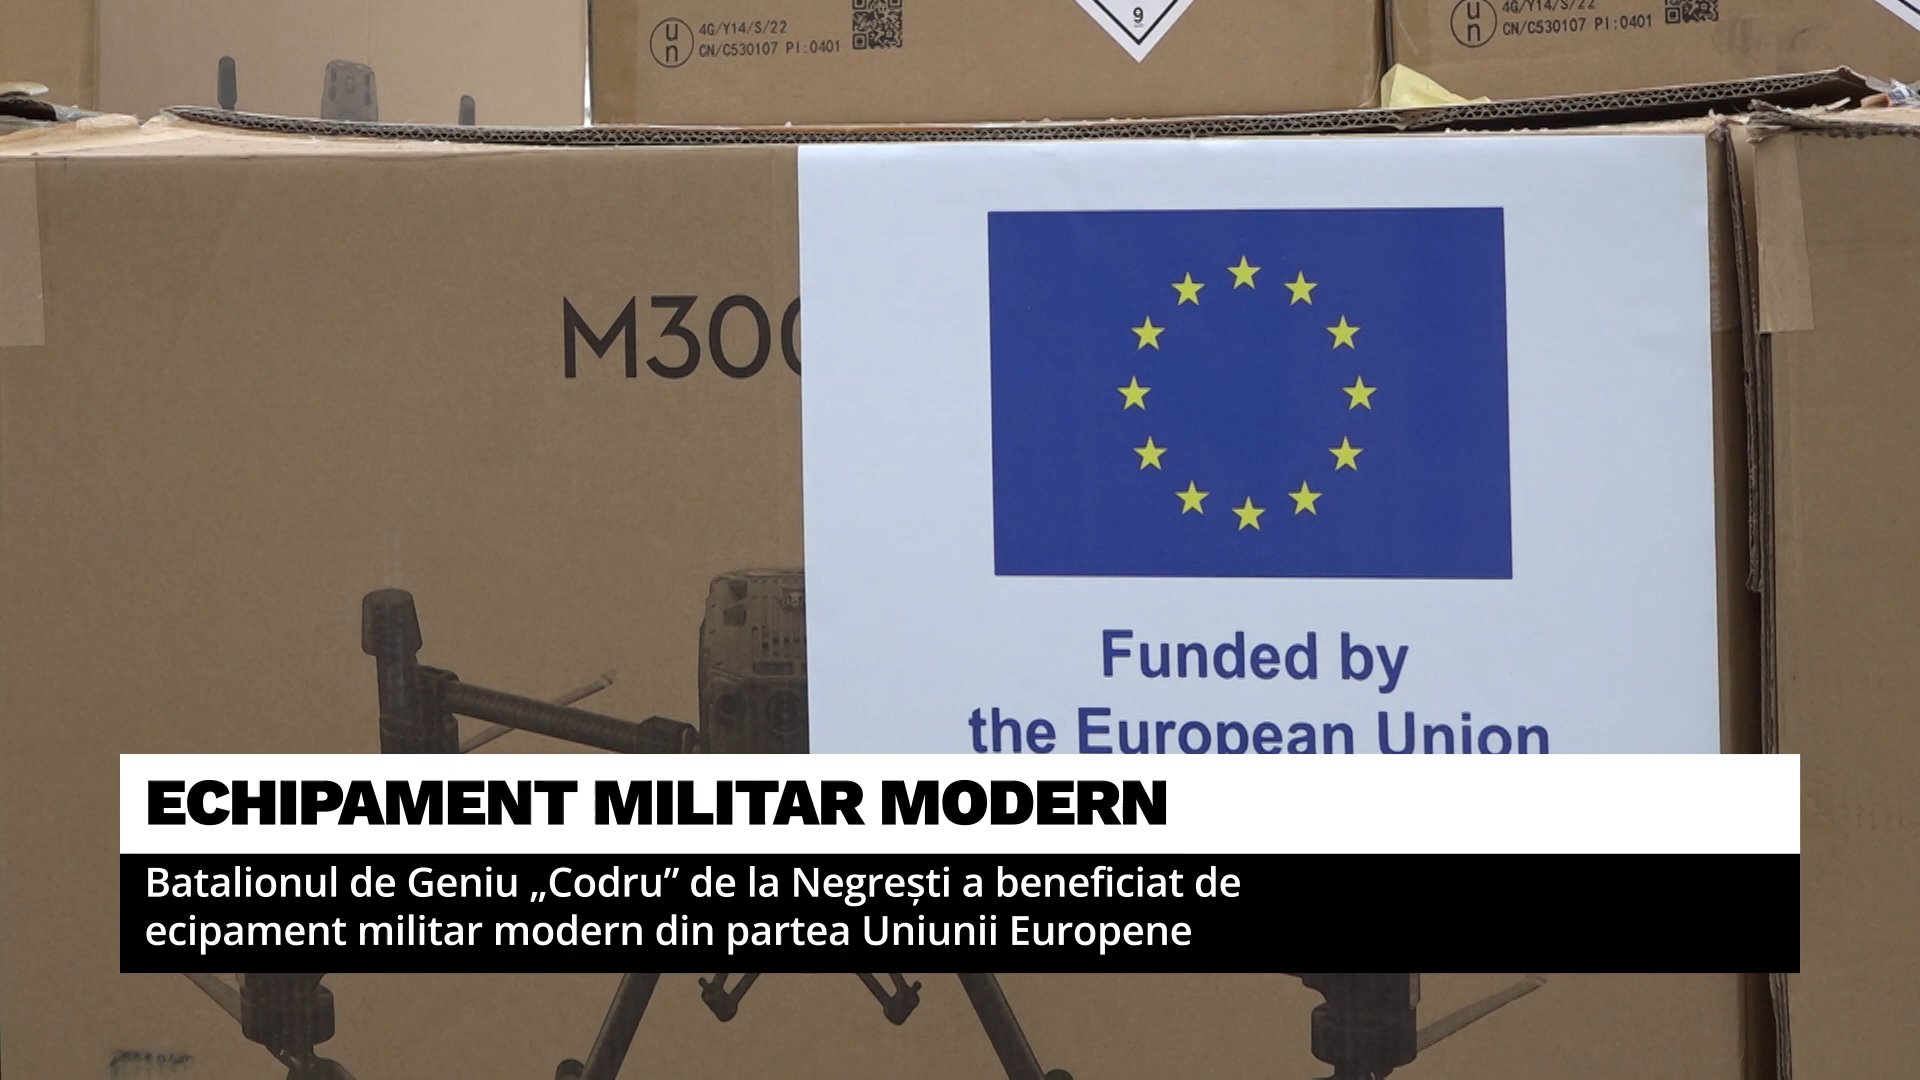 un
4G/Y14/S/22
CN/C530107 PI:0401
9
un
4G/Y14/S/22
CN/C530107 PI:0401
M300
Funded by
the European Union
ECHIPAMENT MILITAR MODERN
Batalionul de Geniu „Codru” de la Negrești a beneficiat de
ecipament militar modern din partea Uniunii Europene